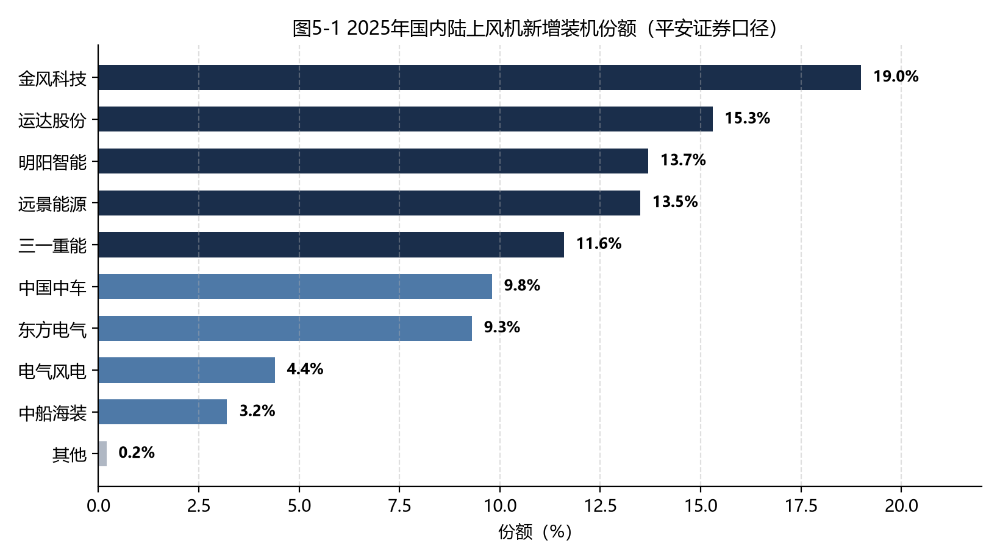 图5-1 2025年国内陆上风机新增装机份额（平安证券口径）
金风科技 19.0%
运达股份 15.3%
明阳智能 13.7%
远景能源 13.5%
三一重能 11.6%
中国中车 9.8%
东方电气 9.3%
电气风电 4.4%
中船海装 3.2%
其他 0.2%
0.0 2.5 5.0 7.5 10.0 12.5 15.0 17.5 20.0
份额（%）